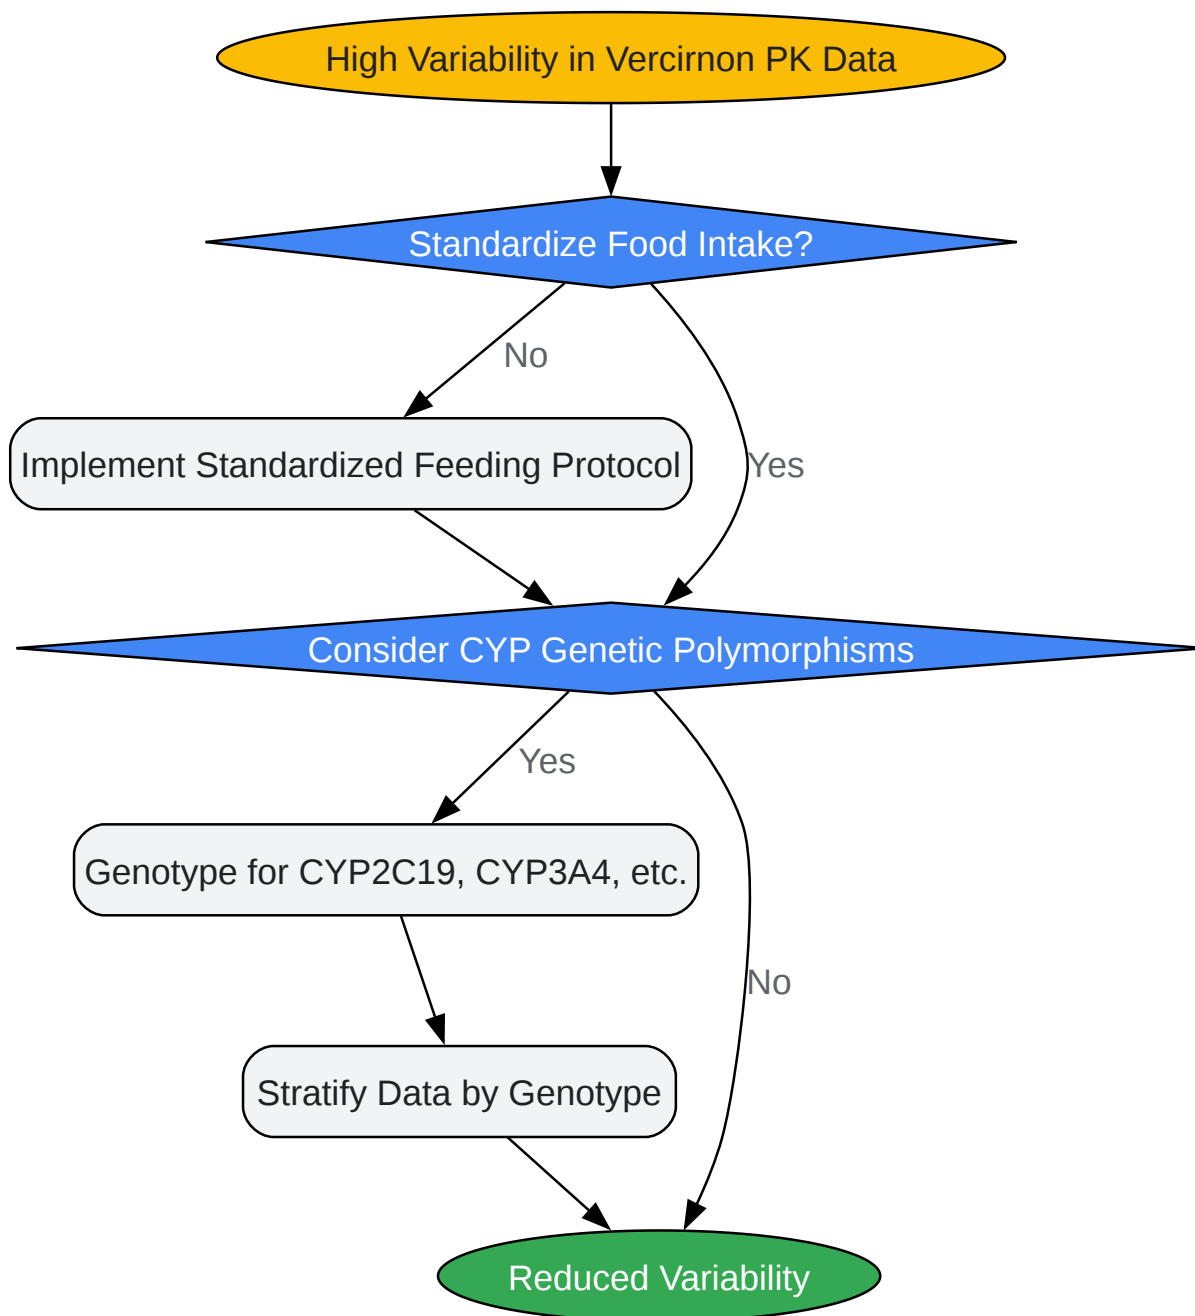 High Variability in Vercirnon PK Data
Standardize Food Intake?
No
Implement Standardized Feeding Protocol
Yes
Consider CYP Genetic Polymorphisms
Yes
Genotype for CYP2C19, CYP3A4, etc.
No
Stratify Data by Genotype
Reduced Variability